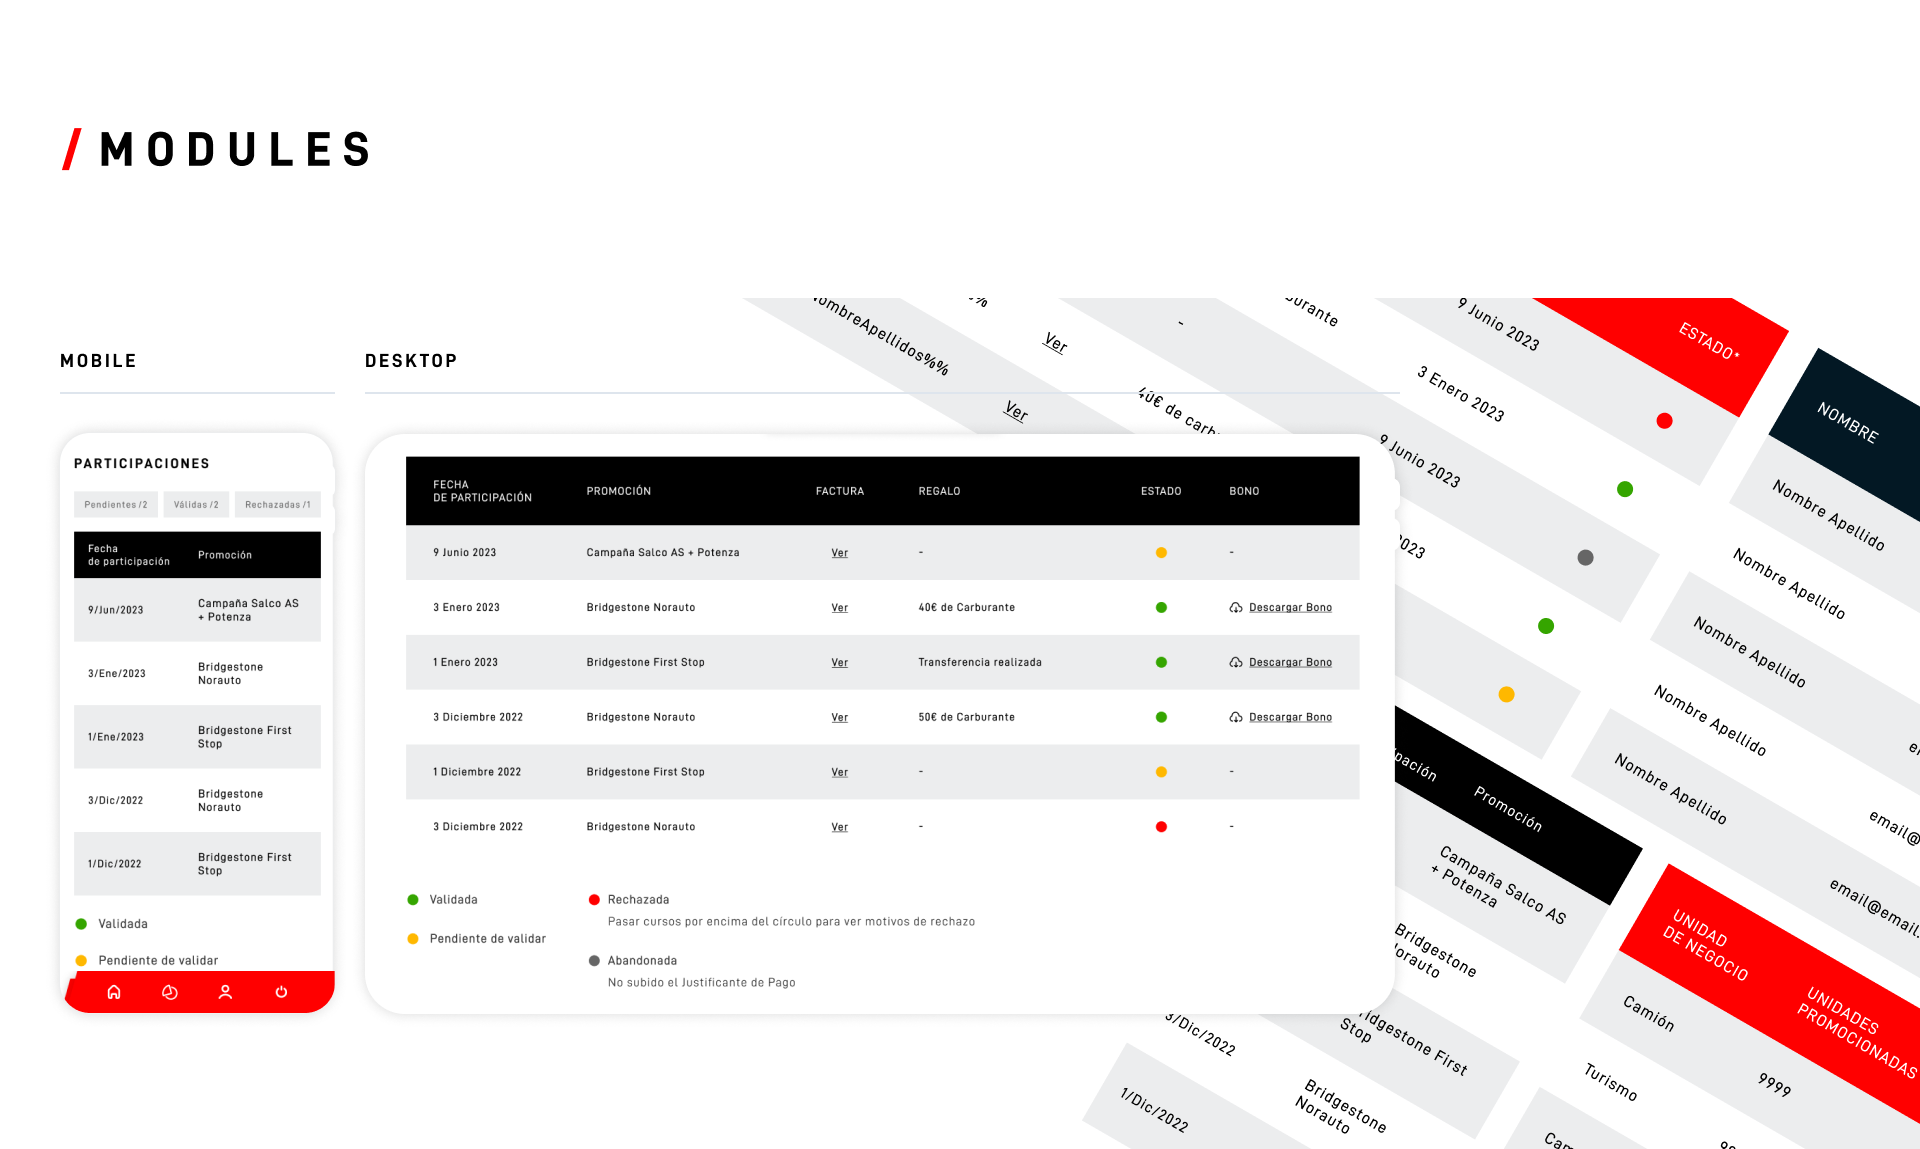 / MODULES
MOBILE
DESKTOP
PARTICIPACIONES
Pendientes /2 Válidas /2 Rechazadas /1
Fecha
de participación
Promoción
9/Jun/2023
Campaña Salco AS
+ Potenza
3/Ene/2023
Bridgestone
Norauto
1/Ene/2023
Bridgestone First
Stop
3/Dic/2022
Bridgestone
Norauto
1/Dic/2022
Bridgestone First
Stop
Validada
Pendiente de validar
FECHA
DE PARTICIPACIÓN
PROMOCIÓN FACTURA REGALO ESTADO BONO
9 Junio 2023 Campaña Salco AS + Potenza Ver - -
3 Enero 2023 Bridgestone Norauto Ver 40€ de Carburante Descargar Bono
1 Enero 2023 Bridgestone First Stop Ver Transferencia realizada Descargar Bono
3 Diciembre 2022 Bridgestone Norauto Ver 50€ de Carburante Descargar Bono
1 Diciembre 2022 Bridgestone First Stop Ver - -
3 Diciembre 2022 Bridgestone Norauto Ver - -
Validada
Pendiente de validar
Rechazada
Pasar cursos por encima del círculo para ver motivos de rechazo
Abandonada
No subido el Justificante de Pago
ombreApellidos%%
%
Ver
Ver
-
40€ de carb
burante
9 Junio 2023
3 Enero 2023
9 Junio 2023
2023
ESTADO*
NOMBRE
Nombre Apellido
Nombre Apellido
Nombre Apellido
Nombre Apellido
Nombre Apellido
email@
email@email.
ipación
Promoción
Campaña Salco AS
+ Potenza
Bridgestone
Norauto
ridgestone First
Stop
3/Dic/2022
Bridgestone
Norauto
1/Dic/2022
UNIDAD
DE NEGOCIO
UNIDADES
PROMOCIONADAS
Camión
9999
Turismo